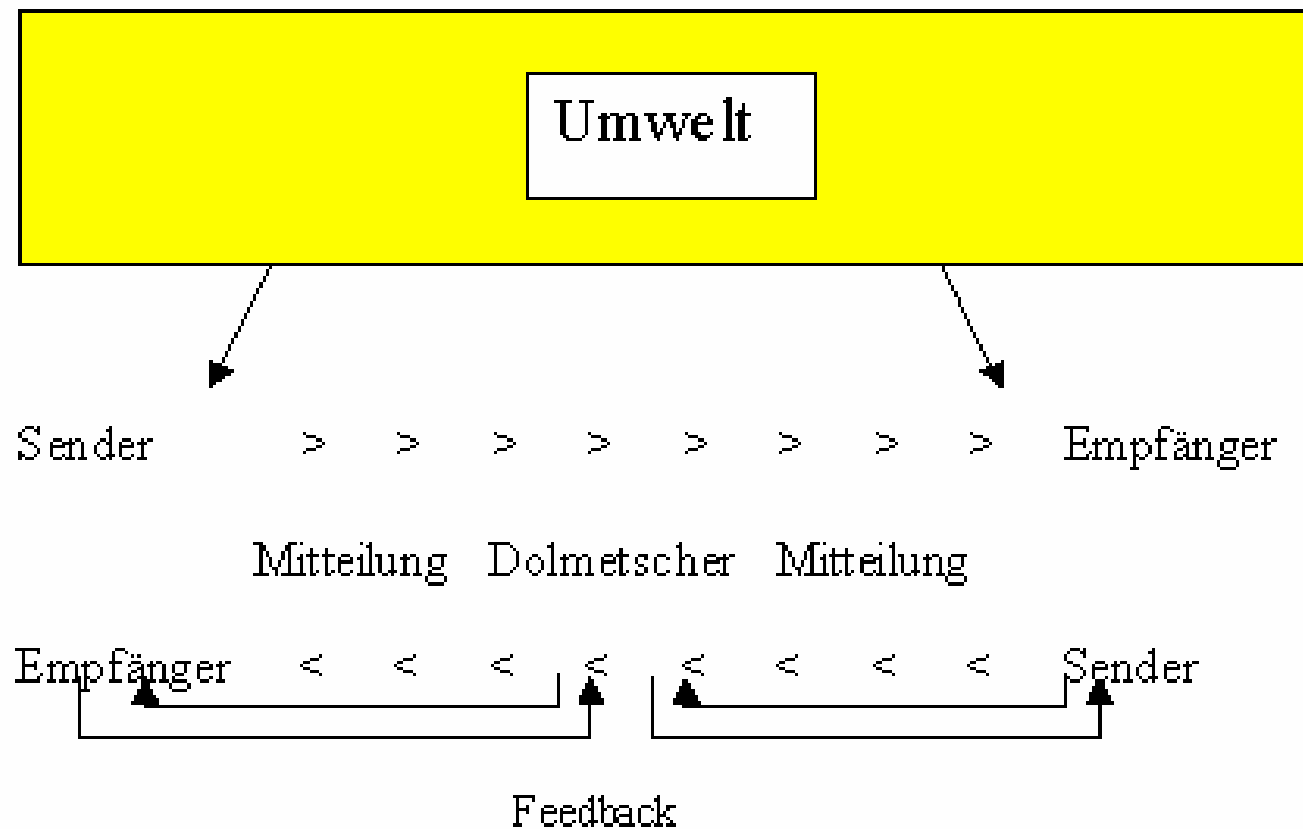 Umwelt
Sender > > > > > > > > Empfänger
Mitteilung Dolmetscher Mitteilung
Empfänger < < < < < < < < Sender
Feedback